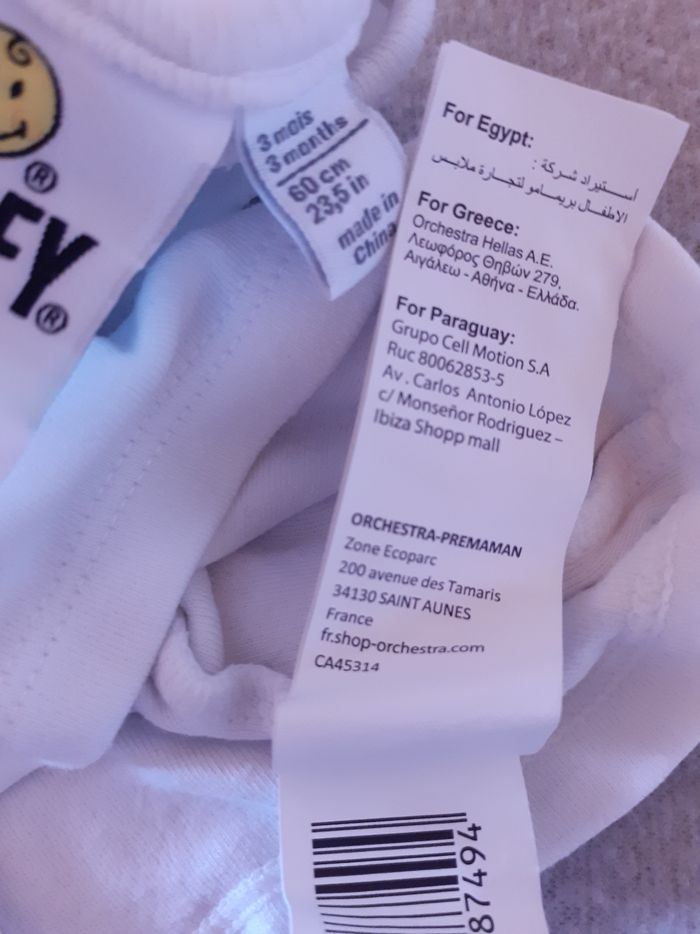 ®
FY®
3 mois
3 months
60 cm
23,5 in
made in
China
For Egypt:
أستيراد شركة :
بريمامو لتجارة ملابس الاطفال
For Greece:
Orchestra Hellas A.E.
Λεωφόρος Θηβών 279,
Αιγάλεω - Αθήνα - Ελλάδα.
For Paraguay:
Grupo Cell Motion S.A
Ruc 80062853-5
Av . Carlos Antonio López
c/ Monseñor Rodriguez –
Ibiza Shopp mall
ORCHESTRA-PREMAMAN
Zone Ecoparc
200 avenue des Tamaris
34130 SAINT AUNES
France
fr.shop-orchestra.com
CA45314
87494